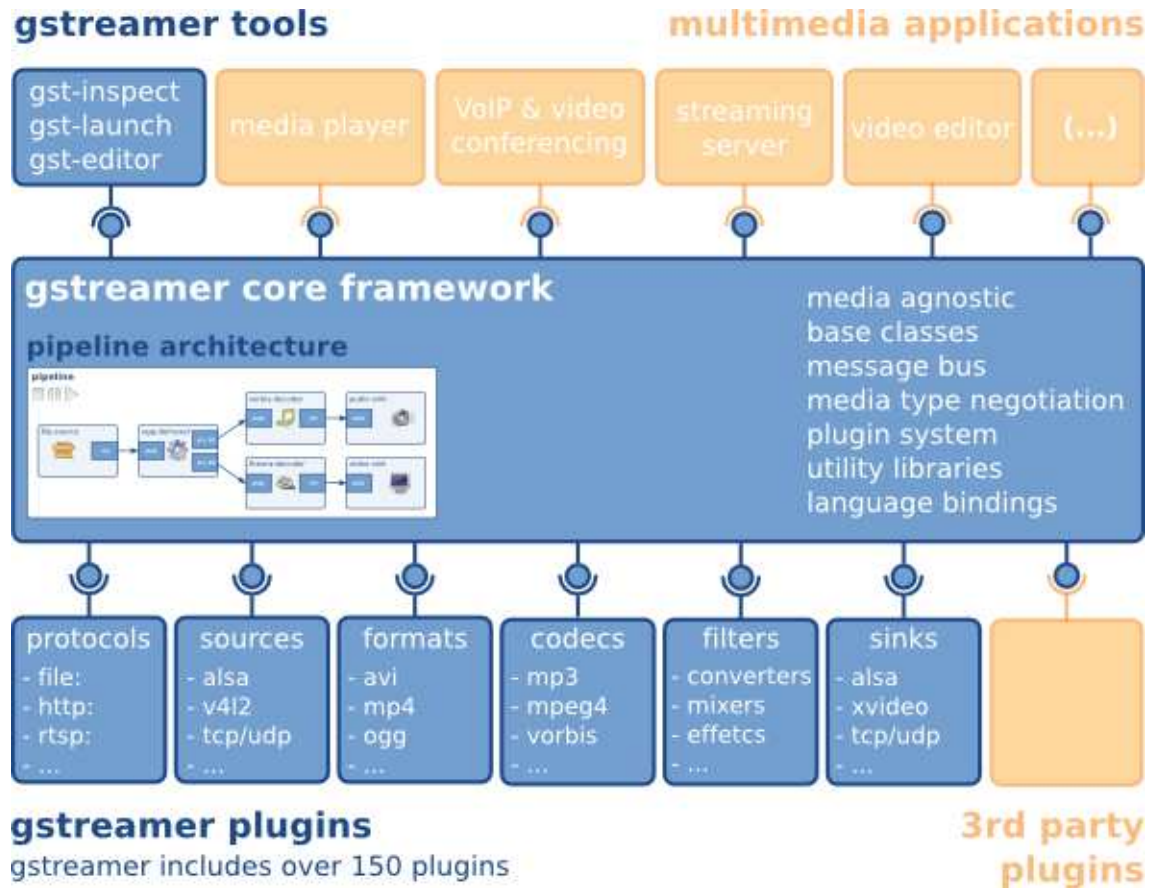 gstreamer tools
multimedia applications
gst-inspect
gst-launch
gst-editor
media player
VoIP & video
conferencing
streaming
server
video editor
(...)
gstreamer core framework
pipeline architecture
pipeline
media agnostic
base classes
message bus
media type negotiation
plugin system
utility libraries
language bindings
protocols
- file:
- http:
- rtsp:
- ...
sources
- alsa
- v4l2
- tcp/udp
- ...
formats
- avi
- mp4
- ogg
- ...
codecs
- mp3
- mpeg4
- vorbis
- ...
filters
- converters
- mixers
- effetcs
- ...
sinks
- alsa
- xvideo
- tcp/udp
- ...
gstreamer plugins
gstreamer includes over 150 plugins
3rd party
plugins